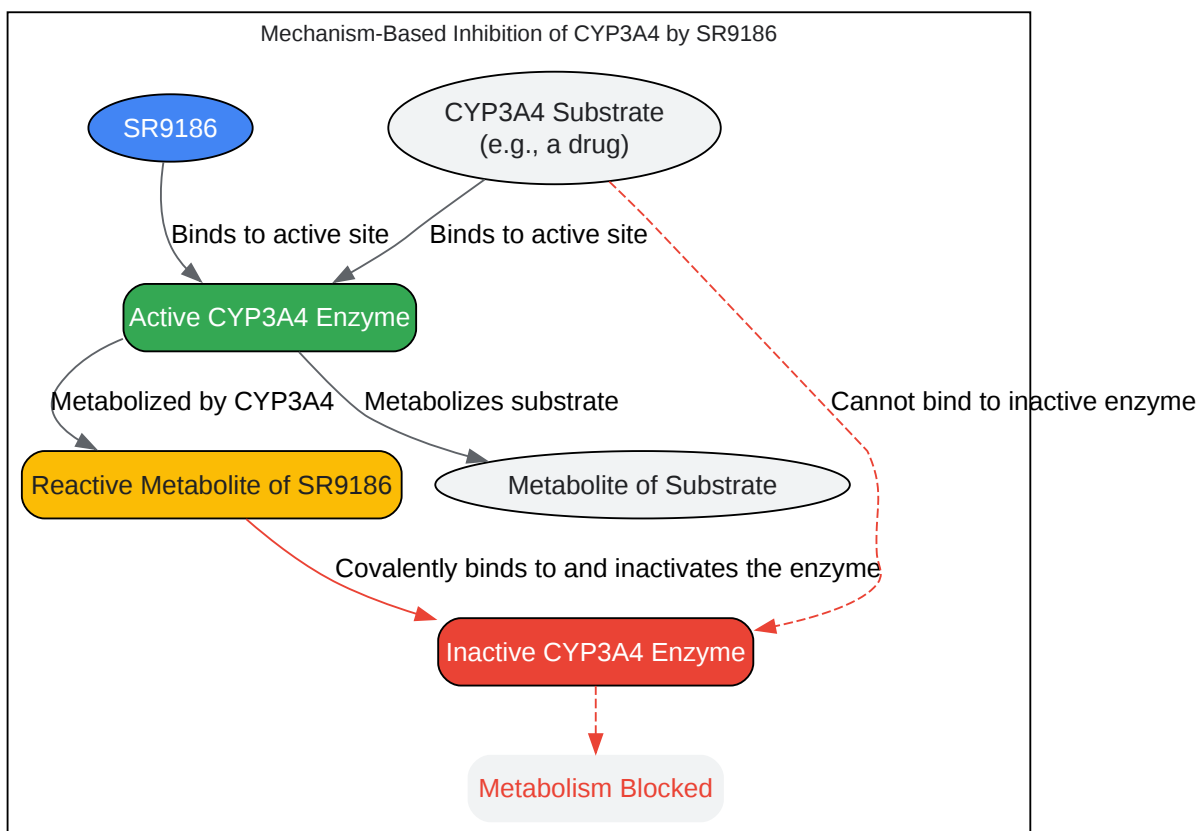 Mechanism-Based Inhibition of CYP3A4 by SR9186
SR9186
CYP3A4 Substrate
(e.g., a drug)
Binds to active site
Binds to active site
Active CYP3A4 Enzyme
Cannot bind to inactive enzyme
Metabolized by CYP3A4
Metabolizes substrate
Reactive Metabolite of SR9186
Metabolite of Substrate
Covalently binds to and inactivates the enzyme
Inactive CYP3A4 Enzyme
Metabolism Blocked